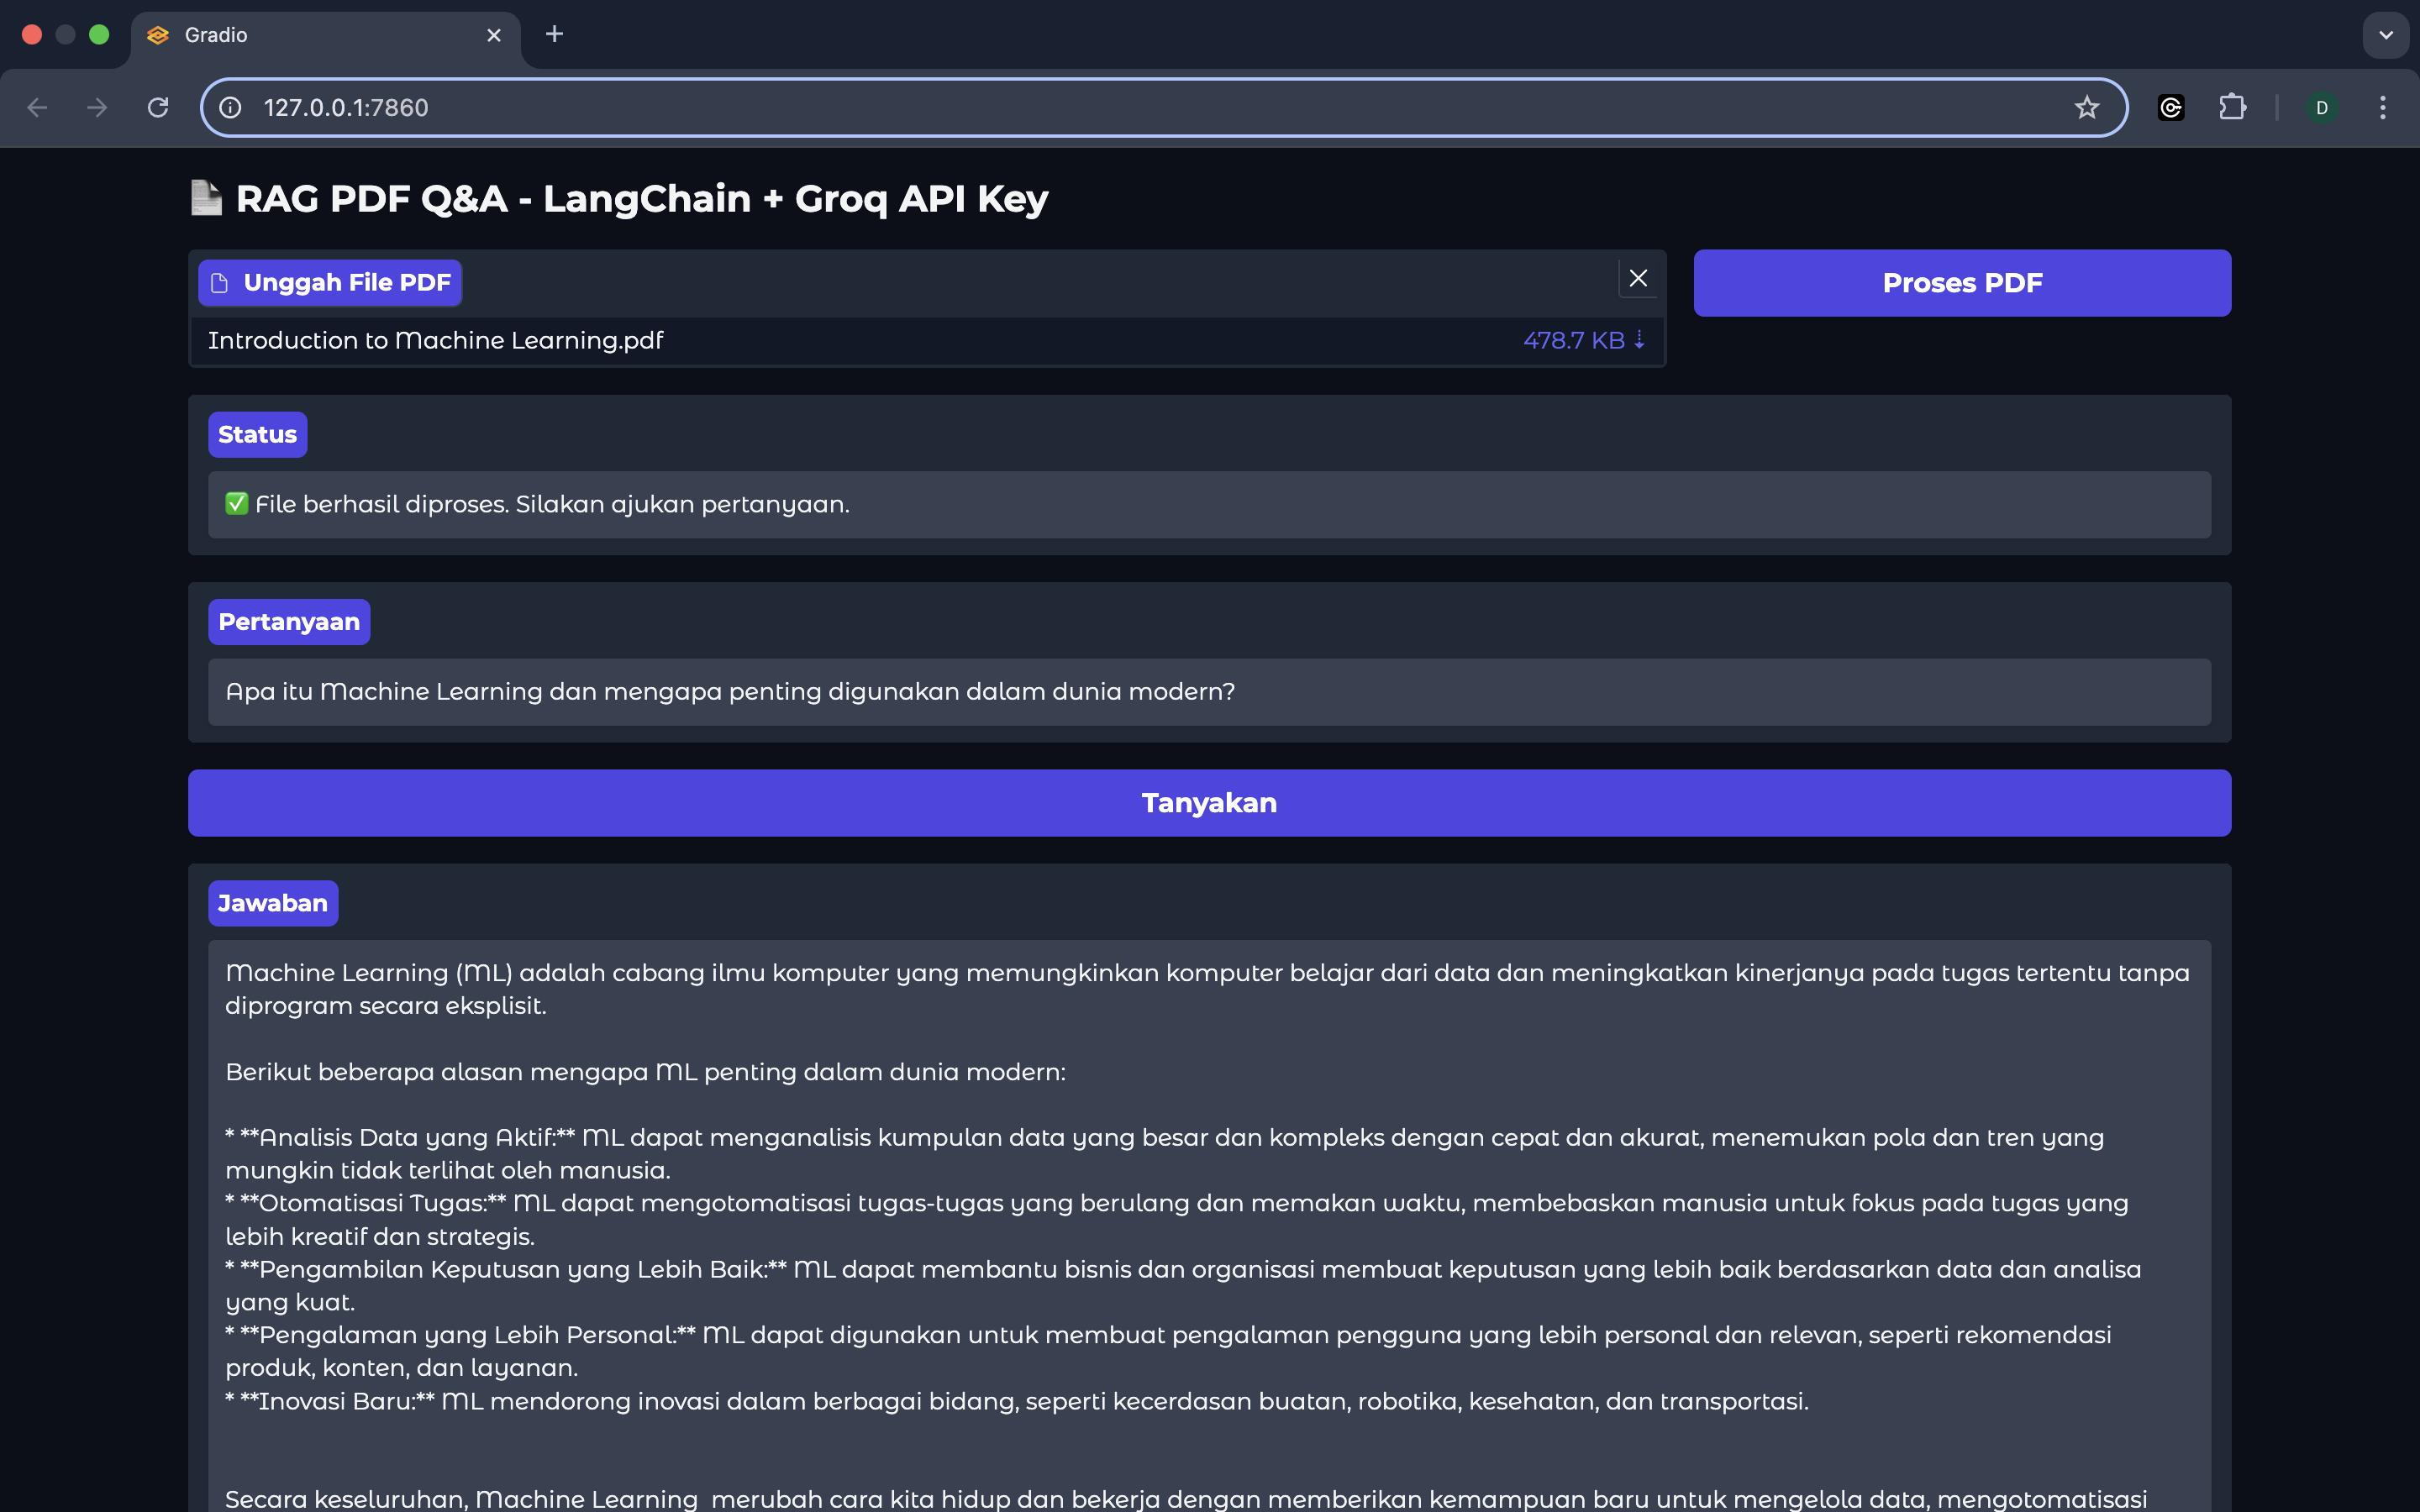 Gradio
127.0.0.1:7860
D
RAG PDF Q&A - LangChain + Groq API Key
Unggah File PDF
Proses PDF
Introduction to Machine Learning.pdf
478.7 KB ↓
Status
✅ File berhasil diproses. Silakan ajukan pertanyaan.
Pertanyaan
Apa itu Machine Learning dan mengapa penting digunakan dalam dunia modern?
Tanyakan
Jawaban
Machine Learning (ML) adalah cabang ilmu komputer yang memungkinkan komputer belajar dari data dan meningkatkan kinerjanya pada tugas tertentu tanpa
diprogram secara eksplisit.
Berikut beberapa alasan mengapa ML penting dalam dunia modern:
* **Analisis Data yang Aktif:** ML dapat menganalisis kumpulan data yang besar dan kompleks dengan cepat dan akurat, menemukan pola dan tren yang
mungkin tidak terlihat oleh manusia.
* **Otomatisasi Tugas:** ML dapat mengotomatisasi tugas-tugas yang berulang dan memakan waktu, membebaskan manusia untuk fokus pada tugas yang
lebih kreatif dan strategis.
* **Pengambilan Keputusan yang Lebih Baik:** ML dapat membantu bisnis dan organisasi membuat keputusan yang lebih baik berdasarkan data dan analisa
yang kuat.
* **Pengalaman yang Lebih Personal:** ML dapat digunakan untuk membuat pengalaman pengguna yang lebih personal dan relevan, seperti rekomendasi
produk, konten, dan layanan.
* **Inovasi Baru:** ML mendorong inovasi dalam berbagai bidang, seperti kecerdasan buatan, robotika, kesehatan, dan transportasi.
Secara keseluruhan, Machine Learning  merubah cara kita hidup dan bekerja dengan memberikan kemampuan baru untuk mengelola data, mengotomatisasi